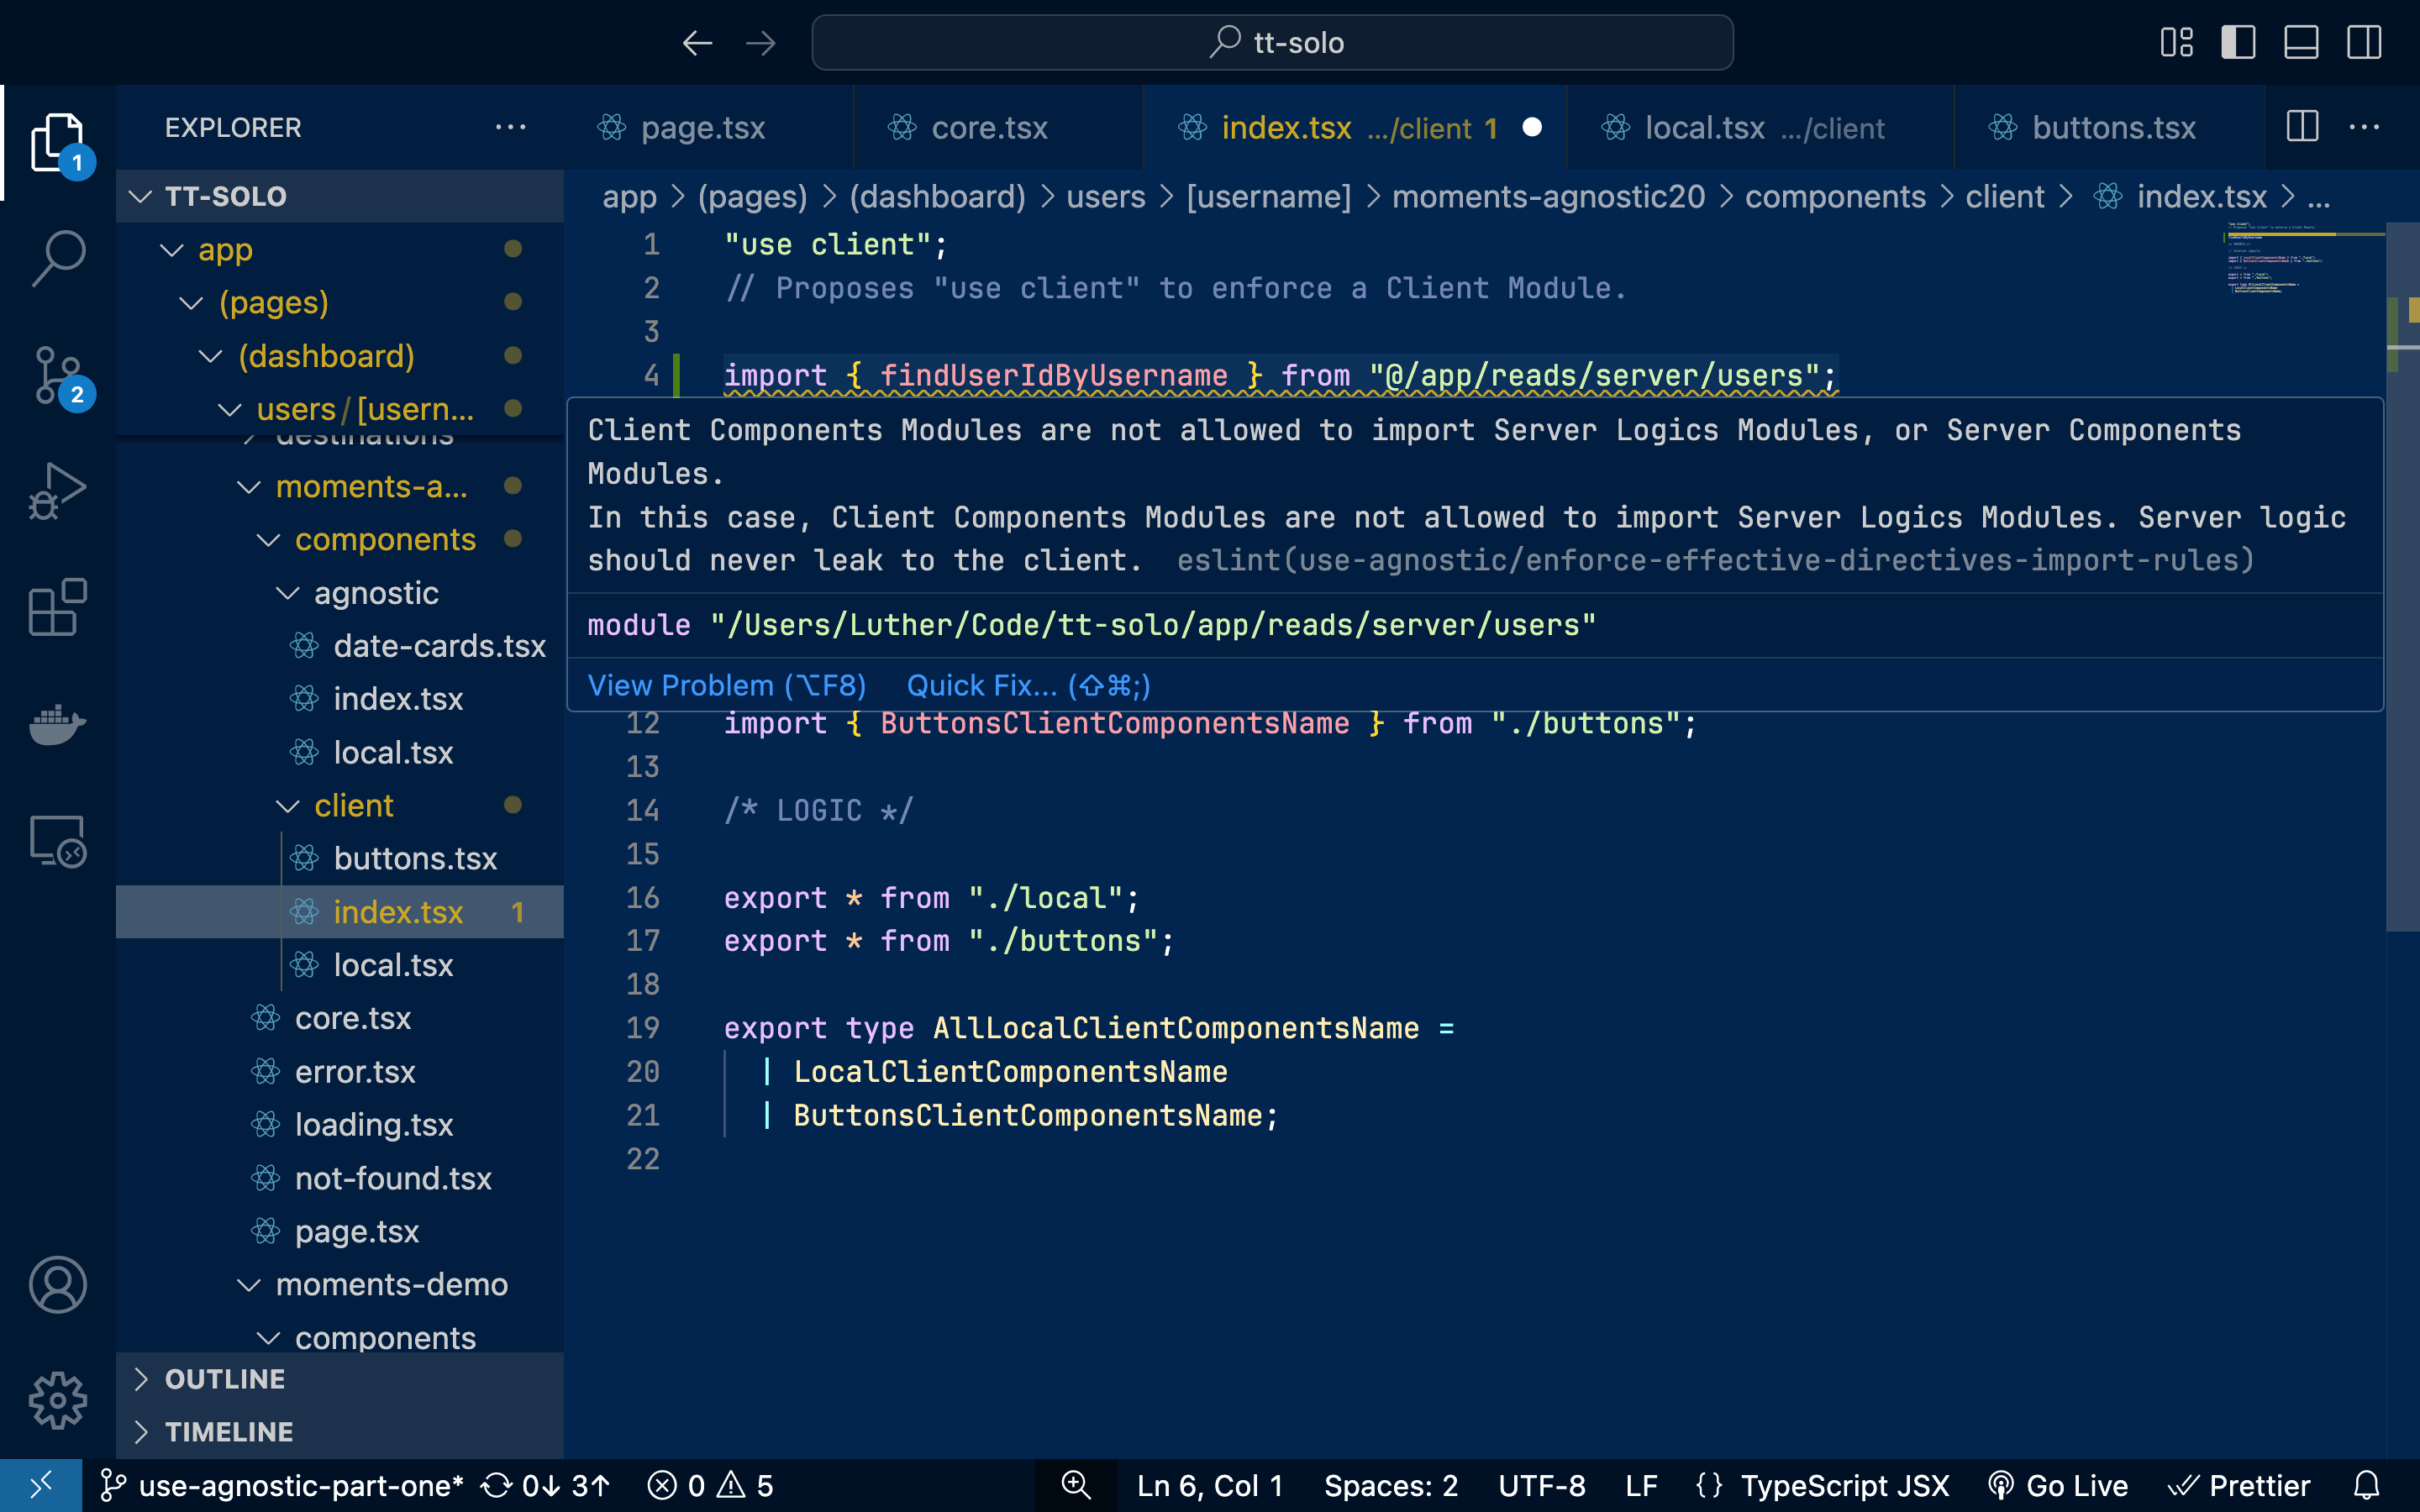 tt-solo
EXPLORER
page.tsx
core.tsx
index.tsx .../client 1
local.tsx .../client
buttons.tsx
1
2
TT-SOLO
app
(pages)
(dashboard)
users/[usern...
destinations
moments-a...
components
agnostic
date-cards.tsx
index.tsx
local.tsx
client
buttons.tsx
index.tsx 1
local.tsx
core.tsx
error.tsx
loading.tsx
not-found.tsx
page.tsx
moments-demo
components
OUTLINE
TIMELINE
app > (pages) > (dashboard) > users > [username] > moments-agnostic20 > components > client > index.tsx > ...
1 "use client";
2 // Proposes "use client" to enforce a Client Module.
3
4 import { findUserIdByUsername } from "@/app/reads/server/users";
Client Components Modules are not allowed to import Server Logics Modules, or Server Components
Modules.
In this case, Client Components Modules are not allowed to import Server Logics Modules. Server logic
should never leak to the client. eslint(use-agnostic/enforce-effective-directives-import-rules)
module "/Users/Luther/Code/tt-solo/app/reads/server/users"
View Problem (⌥F8) Quick Fix... (⇧⌘;)
12 import { ButtonsClientComponentsName } from "./buttons";
13
14 /* LOGIC */
15
16 export * from "./local";
17 export * from "./buttons";
18
19 export type AllLocalClientComponentsName =
20 | LocalClientComponentsName
21 | ButtonsClientComponentsName;
22
use-agnostic-part-one* 0↓ 3↑ 0 5 Ln 6, Col 1 Spaces: 2 UTF-8 LF {} TypeScript JSX Go Live Prettier